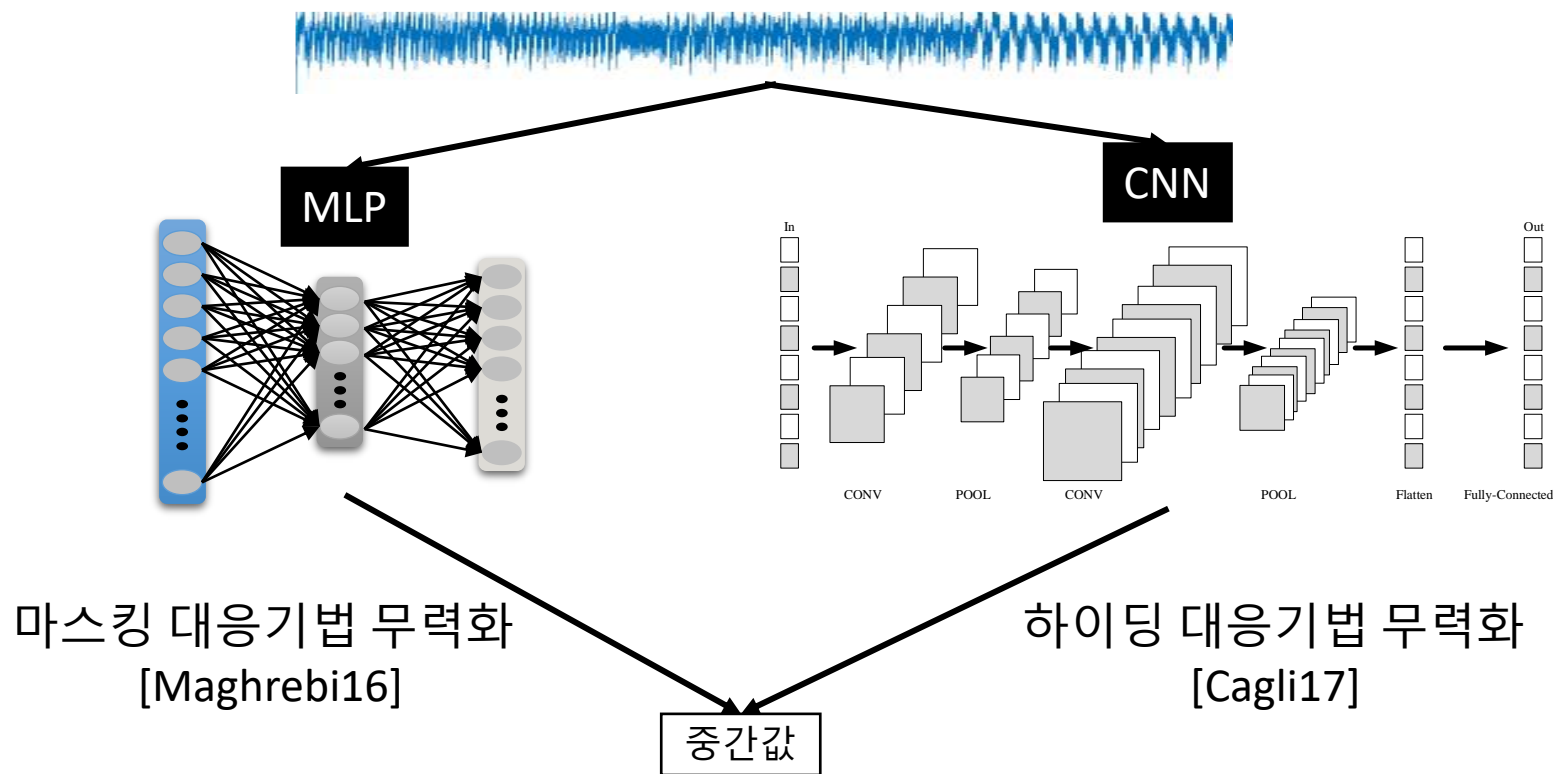 MLP
CNN
In
Out
CONV
POOL
CONV
POOL
Flatten
Fully-Connected
마스킹 대응기법 무력화
[Maghrebi16]
하이딩 대응기법 무력화
[Cagli17]
중간값